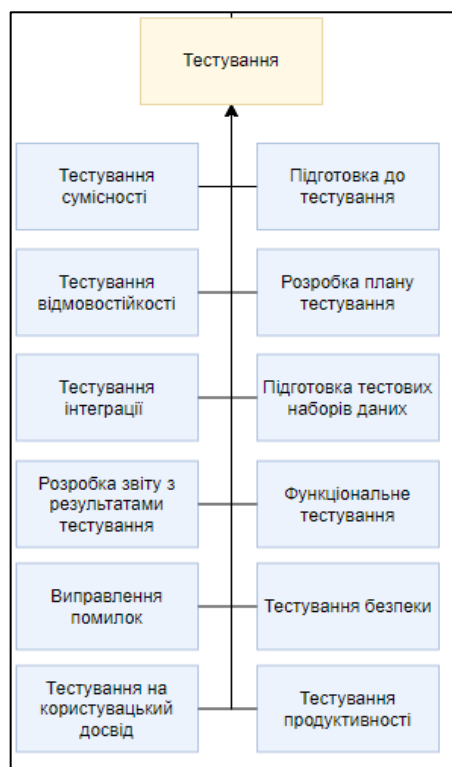 Тестування
Тестування
сумісності
Підготовка до
тестування
Тестування
відмовостійкості
Розробка плану
тестування
Тестування
інтеграції
Підготовка тестових
наборів даних
Розробка звіту з
результатами
тестування
Функціональне
тестування
Виправлення
помилок
Тестування безпеки
Тестування на
користувацький
досвід
Тестування
продуктивності